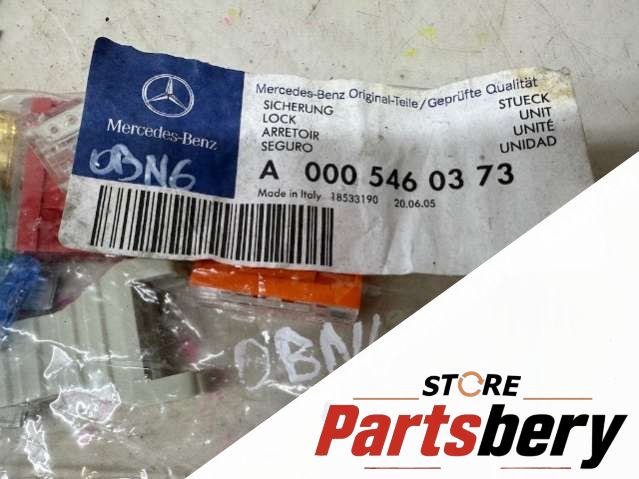 Mercedes-Benz Original-Teile/Geprüfte Qualität
SICHERUNG STUECK
LOCK UNIT
ARRETOIR UNITÉ
SEGURO UNIDAD
Mercedes-Benz
OBN6
A 000 546 03 73
Made in Italy 18533190 20.06.05
OBN6
STORE
Partsbery